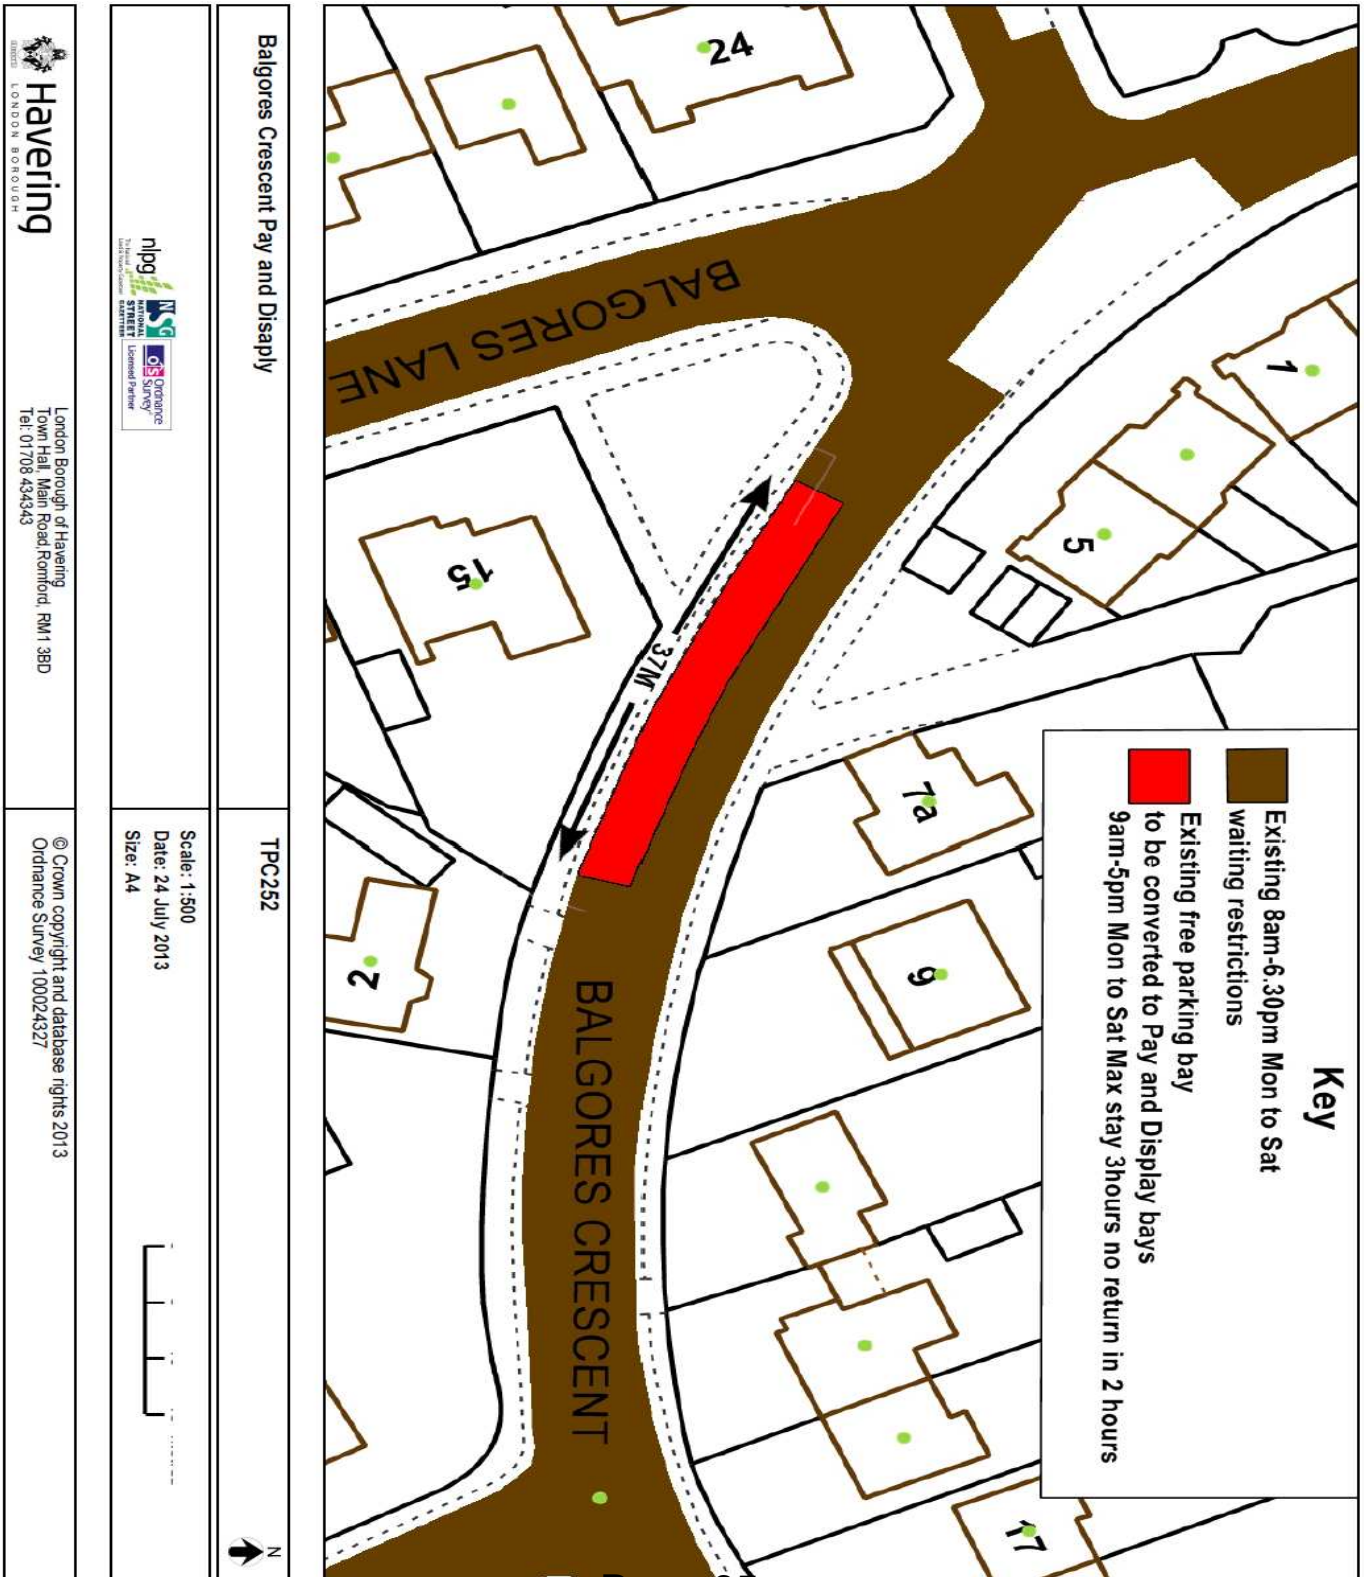 Key
Existing 8am-6.30pm Mon to Sat
waiting restrictions
Existing free parking bay
to be converted to Pay and Display bays
9am-5pm Mon to Sat Max stay 3hours no return in 2 hours
24
BALGORES LANE
1
5
15
37M
7a
9
2
BALGORES CRESCENT
17
Balgores Crescent Pay and Disaply
TPC252
N
nlpg
NSG
NATIONAL
STREET
GAZETTEER
Ordnance
Survey
Licensed Partner
Scale: 1:500
Date: 24 July 2013
Size: A4
Havering
LONDON BOROUGH
London Borough of Havering
Town Hall, Main Road,Romford, RM1 3BD
Tel: 01708 434343
© Crown copyright and database rights 2013
Ordnance Survey 100024327